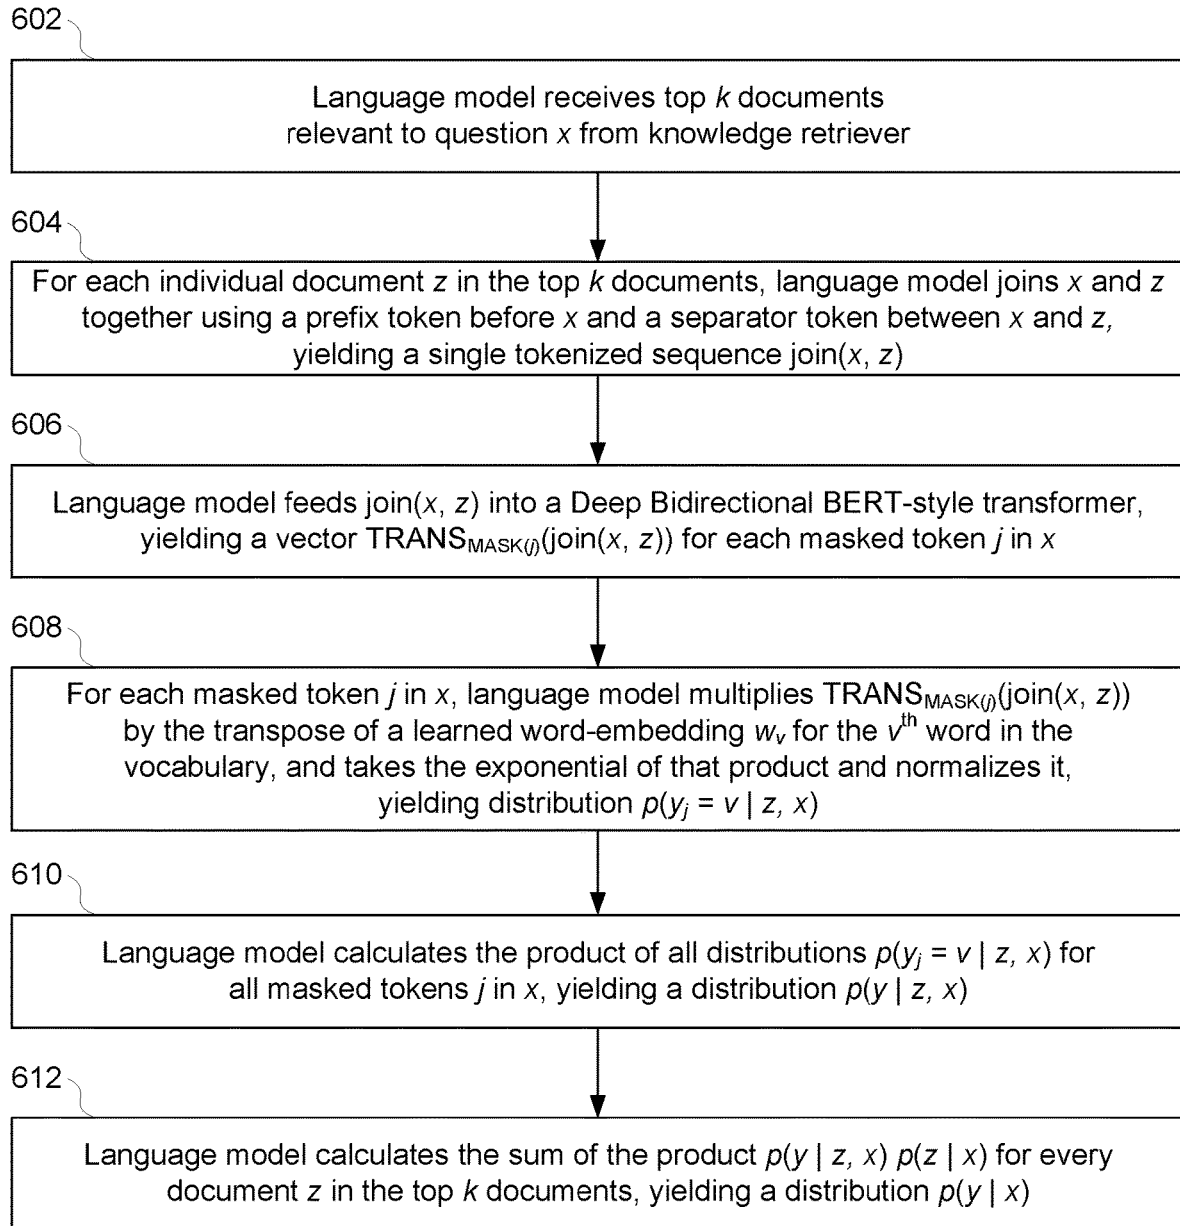 602
Language model receives top k documents
relevant to question x from knowledge retriever
604
For each individual document z in the top k documents, language model joins x and z
together using a prefix token before x and a separator token between x and z,
yielding a single tokenized sequence join(x, z)
606
Language model feeds join(x, z) into a Deep Bidirectional BERT-style transformer,
yielding a vector TRANS_MASK(j)(join(x, z)) for each masked token j in x
608
For each masked token j in x, language model multiplies TRANS_MASK(j)(join(x, z))
by the transpose of a learned word-embedding w_v for the v^th word in the
vocabulary, and takes the exponential of that product and normalizes it,
yielding distribution p(y_j = v | z, x)
610
Language model calculates the product of all distributions p(y_j = v | z, x) for
all masked tokens j in x, yielding a distribution p(y | z, x)
612
Language model calculates the sum of the product p(y | z, x) p(z | x) for every
document z in the top k documents, yielding a distribution p(y | x)